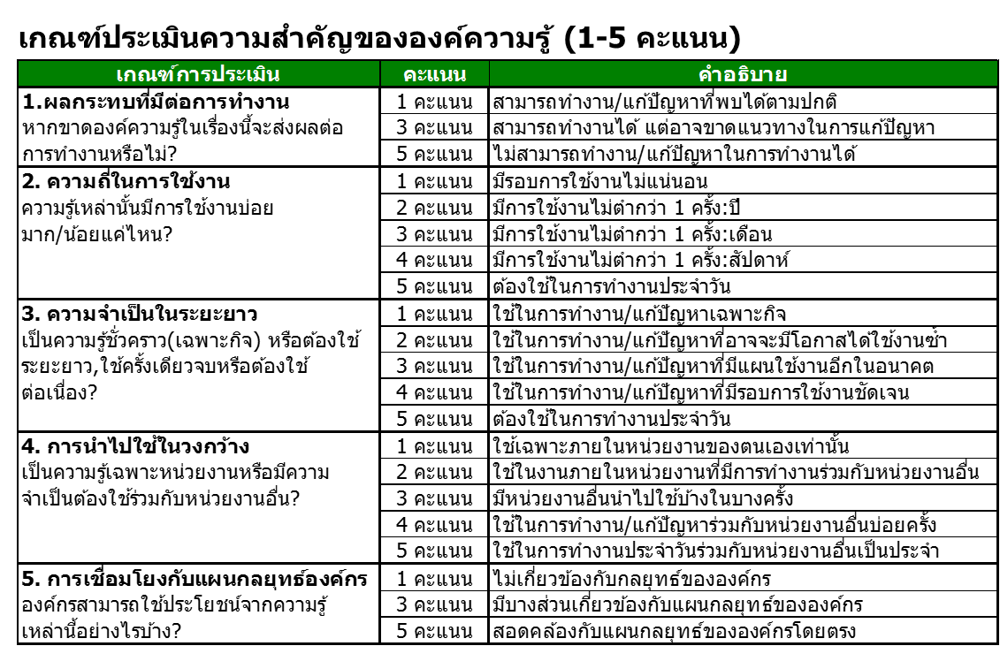 เกณฑ์ประเมินความสำคัญขององค์ความรู้ (1-5 คะแนน)
เกณฑ์การประเมิน คะแนน คำอธิบาย
1.ผลกระทบที่มีต่อการทำงาน 1 คะแนน สามารถทำงาน/แก้ปัญหาที่พบได้ตามปกติ
หากขาดองค์ความรู้ในเรื่องนี้จะส่งผลต่อ 3 คะแนน สามารถทำงานได้ แต่อาจขาดแนวทางในการแก้ปัญหา
การทำงานหรือไม่? 5 คะแนน ไม่สามารถทำงาน/แก้ปัญหาในการทำงานได้
2. ความถี่ในการใช้งาน 1 คะแนน มีรอบการใช้งานไม่แน่นอน
ความรู้เหล่านั้นมีการใช้งานบ่อย 2 คะแนน มีการใช้งานไม่ต่ำกว่า 1 ครั้ง:ปี
มาก/น้อยแค่ไหน? 3 คะแนน มีการใช้งานไม่ต่ำกว่า 1 ครั้ง:เดือน
4 คะแนน มีการใช้งานไม่ต่ำกว่า 1 ครั้ง:สัปดาห์
5 คะแนน ต้องใช้ในการทำงานประจำวัน
3. ความจำเป็นในระยะยาว 1 คะแนน ใช้ในการทำงาน/แก้ปัญหาเฉพาะกิจ
เป็นความรู้ชั่วคราว(เฉพาะกิจ) หรือต้องใช้ 2 คะแนน ใช้ในการทำงาน/แก้ปัญหาที่อาจจะมีโอกาสได้ใช้งานซ้ำ
ระยะยาว,ใช้ครั้งเดียวจบหรือต้องใช้ 3 คะแนน ใช้ในการทำงาน/แก้ปัญหาที่มีแผนใช้งานอีกในอนาคต
ต่อเนื่อง? 4 คะแนน ใช้ในการทำงาน/แก้ปัญหาที่มีรอบการใช้งานชัดเจน
5 คะแนน ต้องใช้ในการทำงานประจำวัน
4. การนำไปใช้ในวงกว้าง 1 คะแนน ใช้เฉพาะภายในหน่วยงานของตนเองเท่านั้น
เป็นความรู้เฉพาะหน่วยงานหรือมีความ 2 คะแนน ใช้ในงานภายในหน่วยงานที่มีการทำงานร่วมกับหน่วยงานอื่น
จำเป็นต้องใช้ร่วมกับหน่วยงานอื่น? 3 คะแนน มีหน่วยงานอื่นนำไปใช้บ้างในบางครั้ง
4 คะแนน ใช้ในการทำงาน/แก้ปัญหาร่วมกับหน่วยงานอื่นบ่อยครั้ง
5 คะแนน ใช้ในการทำงานประจำวันร่วมกับหน่วยงานอื่นเป็นประจำ
5. การเชื่อมโยงกับแผนกลยุทธ์องค์กร 1 คะแนน ไม่เกี่ยวข้องกับกลยุทธ์ขององค์กร
องค์กรสามารถใช้ประโยชน์จากความรู้ 3 คะแนน มีบางส่วนเกี่ยวข้องกับแผนกลยุทธ์ขององค์กร
เหล่านี้อย่างไรบ้าง? 5 คะแนน สอดคล้องกับแผนกลยุทธ์ขององค์กรโดยตรง